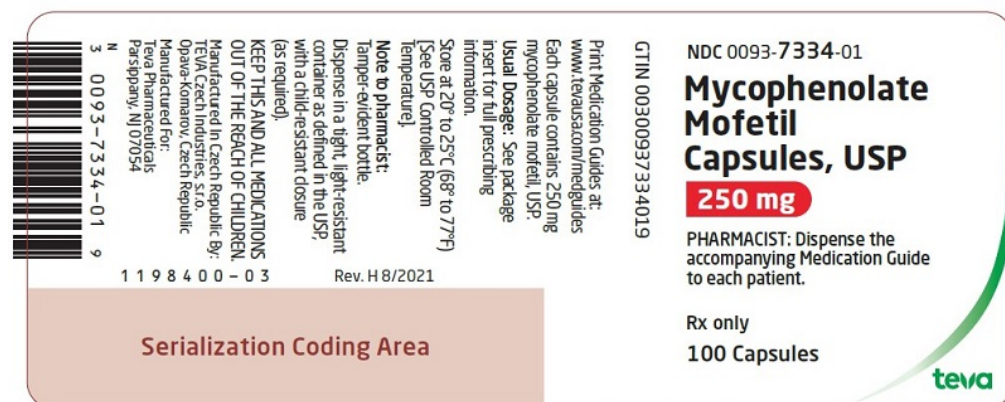 NDC 0093-7334-01
Mycophenolate
Mofetil
Capsules, USP
250 mg
PHARMACIST: Dispense the
accompanying Medication Guide
to each patient.
Rx only
100 Capsules
teva
GTIN 00300937334019
Print Medication Guides at:
www.tevausa.com/medguides
Each capsule contains 250 mg
mycophenolate mofetil, USP.
Usual Dosage: See package
insert for full prescribing
information.
Store at 20° to 25°C (68° to 77°F)
[See USP Controlled Room
Temperature].
Note to pharmacist:
Tamper-evident bottle.
Dispense in a tight, light-resistant
container as defined in the USP,
with a child-resistant closure
(as required).
KEEP THIS AND ALL MEDICATIONS
OUT OF THE REACH OF CHILDREN.
Manufactured In Czech Republic By:
TEVA Czech Industries, s.r.o.
Opava-Komarov, Czech Republic
Manufactured For:
Teva Pharmaceuticals
Parsippany, NJ 07054
N
3 0093-7334-01 9
1198400-03
Rev. H 8/2021
Serialization Coding Area